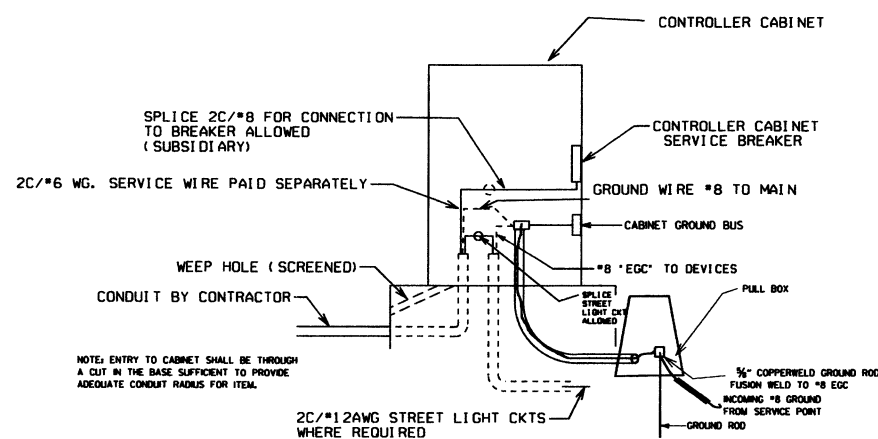 CONTROLLER CABINET
SPLICE 2C/#8 FOR CONNECTION
TO BREAKER ALLOWED
(SUBSIDIARY)
CONTROLLER CABINET
SERVICE BREAKER
2C/#6 WG. SERVICE WIRE PAID SEPARATELY
GROUND WIRE #8 TO MAIN
CABINET GROUND BUS
WEEP HOLE (SCREENED)
#8 "EGC" TO DEVICES
CONDUIT BY CONTRACTOR
SPLICE
STREET
LIGHT CKT
ALLOWED
PULL BOX
NOTE: ENTRY TO CABINET SHALL BE THROUGH
A CUT IN THE BASE SUFFICIENT TO PROVIDE
ADEQUATE CONDUIT RADIUS FOR ITEM.
5/8" COPPERWELD GROUND ROD
FUSION WELD TO #8 EGC
INCOMING #8 GROUND
FROM SERVICE POINT
2C/#12AWG STREET LIGHT CKTS
WHERE REQUIRED
GROUND ROD